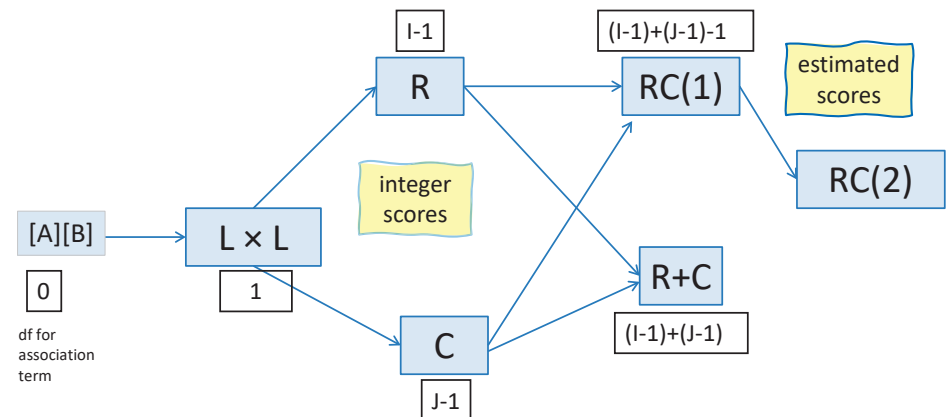 I-1
R
(I-1)+(J-1)-1
RC(1)
estimated
scores
RC(2)
integer
scores
[A][B]
L × L
0
1
df for
association
term
R+C
(I-1)+(J-1)
C
J-1